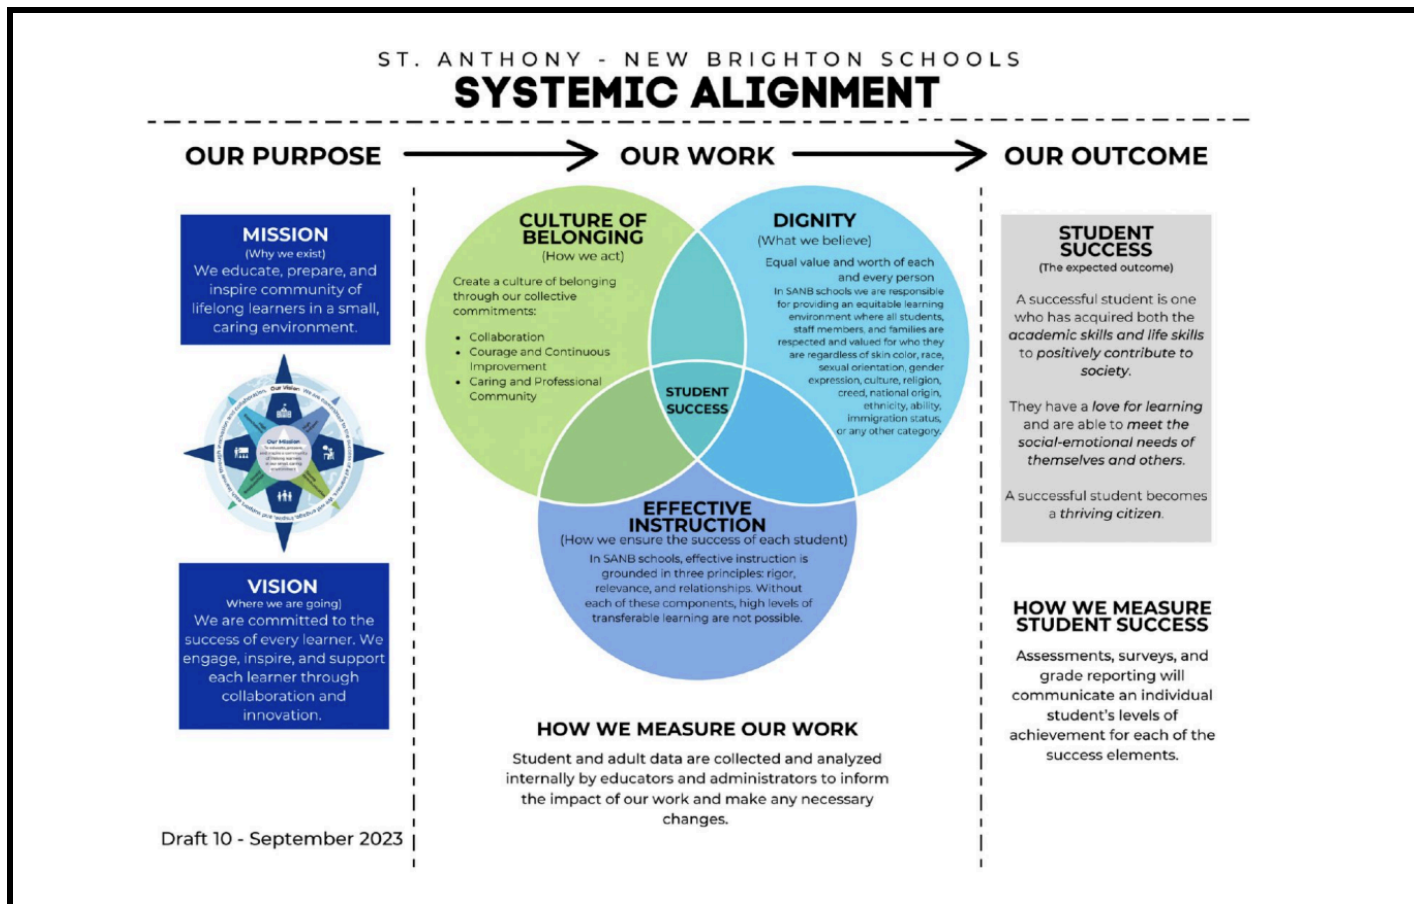 ST. ANTHONY - NEW BRIGHTON SCHOOLS
SYSTEMIC ALIGNMENT
OUR PURPOSE
OUR WORK
OUR OUTCOME
MISSION
(Why we exist)
We educate, prepare, and
inspire community of
lifelong learners in a small,
caring environment.
Our Vision
Our Mission
VISION
Where we are going)
We are committed to the
success of every learner. We
engage, inspire, and support
each learner through
collaboration and
innovation.
Draft 10 - September 2023
CULTURE OF
BELONGING
(How we act)
Create a culture of belonging
through our collective
commitments:
• Collaboration
• Courage and Continuous
Improvement
• Caring and Professional
Community
DIGNITY
(What we believe)
Equal value and worth of each
and every person
In SANB schools we are responsible
for providing an equitable learning
environment where all students,
staff members, and families are
respected and valued for who they
are regardless of skin color, race,
sexual orientation, gender
expression, culture, religion,
creed, national origin,
ethnicity, ability,
immigration status,
or any other category.
STUDENT
SUCCESS
EFFECTIVE
INSTRUCTION
(How we ensure the success of each student)
In SANB schools, effective instruction is
grounded in three principles: rigor,
relevance, and relationships. Without
each of these components, high levels of
transferable learning are not possible.
HOW WE MEASURE OUR WORK
Student and adult data are collected and analyzed
internally by educators and administrators to inform
the impact of our work and make any necessary
changes.
STUDENT
SUCCESS
(The expected outcome)
A successful student is one
who has acquired both the
academic skills and life skills
to positively contribute to
society.
They have a love for learning
and are able to meet the
social-emotional needs of
themselves and others.
A successful student becomes
a thriving citizen.
HOW WE MEASURE
STUDENT SUCCESS
Assessments, surveys, and
grade reporting will
communicate an individual
student's levels of
achievement for each of the
success elements.